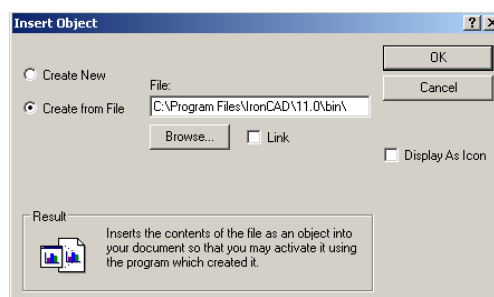 Insert Object
Create New
Create from File
File:
C:\Program Files\IronCAD\11.0\bin\
Browse...
Link
OK
Cancel
Display As Icon
Result
Inserts the contents of the file as an object into
your document so that you may activate it using
the program which created it.